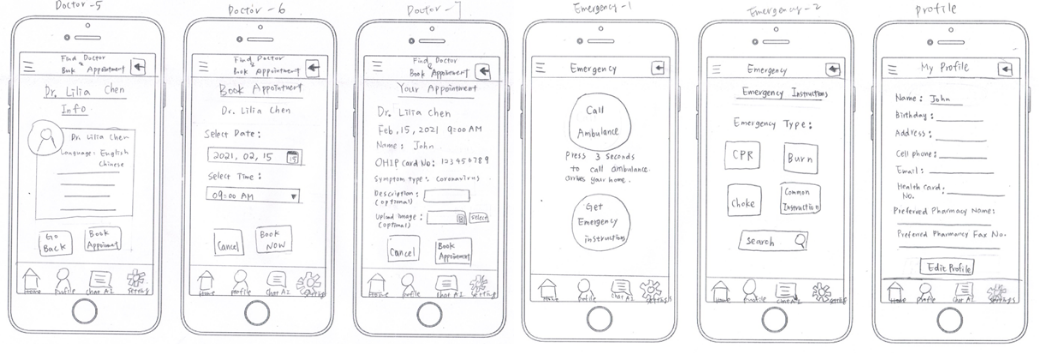 Doctor-5
Find Doctor
&
Book Appointment
Dr. Lilia Chen
Info
Dr. Lilia Chen
Language: English
Chinese
Go Back
Book Appointment
Home
Profile
Chat AI
Settings
Doctor-6
Find Doctor
&
Book Appointment
Book Appointment
Dr. Lilia Chen
Select Date:
2021. 02. 15
Select Time:
09:00 AM
Cancel
Book
NOW
Home
Profile
Chat AI
Settings
Doctor-7
Find Doctor
&
Book Appointment
Your Appointment
Dr. Lilia Chen
Feb. 15, 2021 9:00 AM
Name: John
OHIP Card No: 123456789
Symptom type: Coronavirus
Description:
(optional)
Upload Image:
Select
(optional)
Cancel
Book
Appointment
Home
Profile
Chat AI
Settings
Emergency-1
Emergency
Call
Ambulance
Press 3 Seconds
to call ambulance
arrives your home.
Get
Emergency
instruction
Home
Profile
Chat AI
Settings
Emergency-2
Emergency
Emergency Instructions
Emergency Type:
CPR
Burn
Choke
Common
Instruction
Search
Home
Profile
Chat AI
Settings
Profile
My Profile
Name: John
Birthday:
Address:
Cell phone:
Email:
Health Card
No.
Preferred Pharmacy Name:
Preferred Pharmacy Fax No.
Edit Profile
Home
Profile
Chat AI
Settings